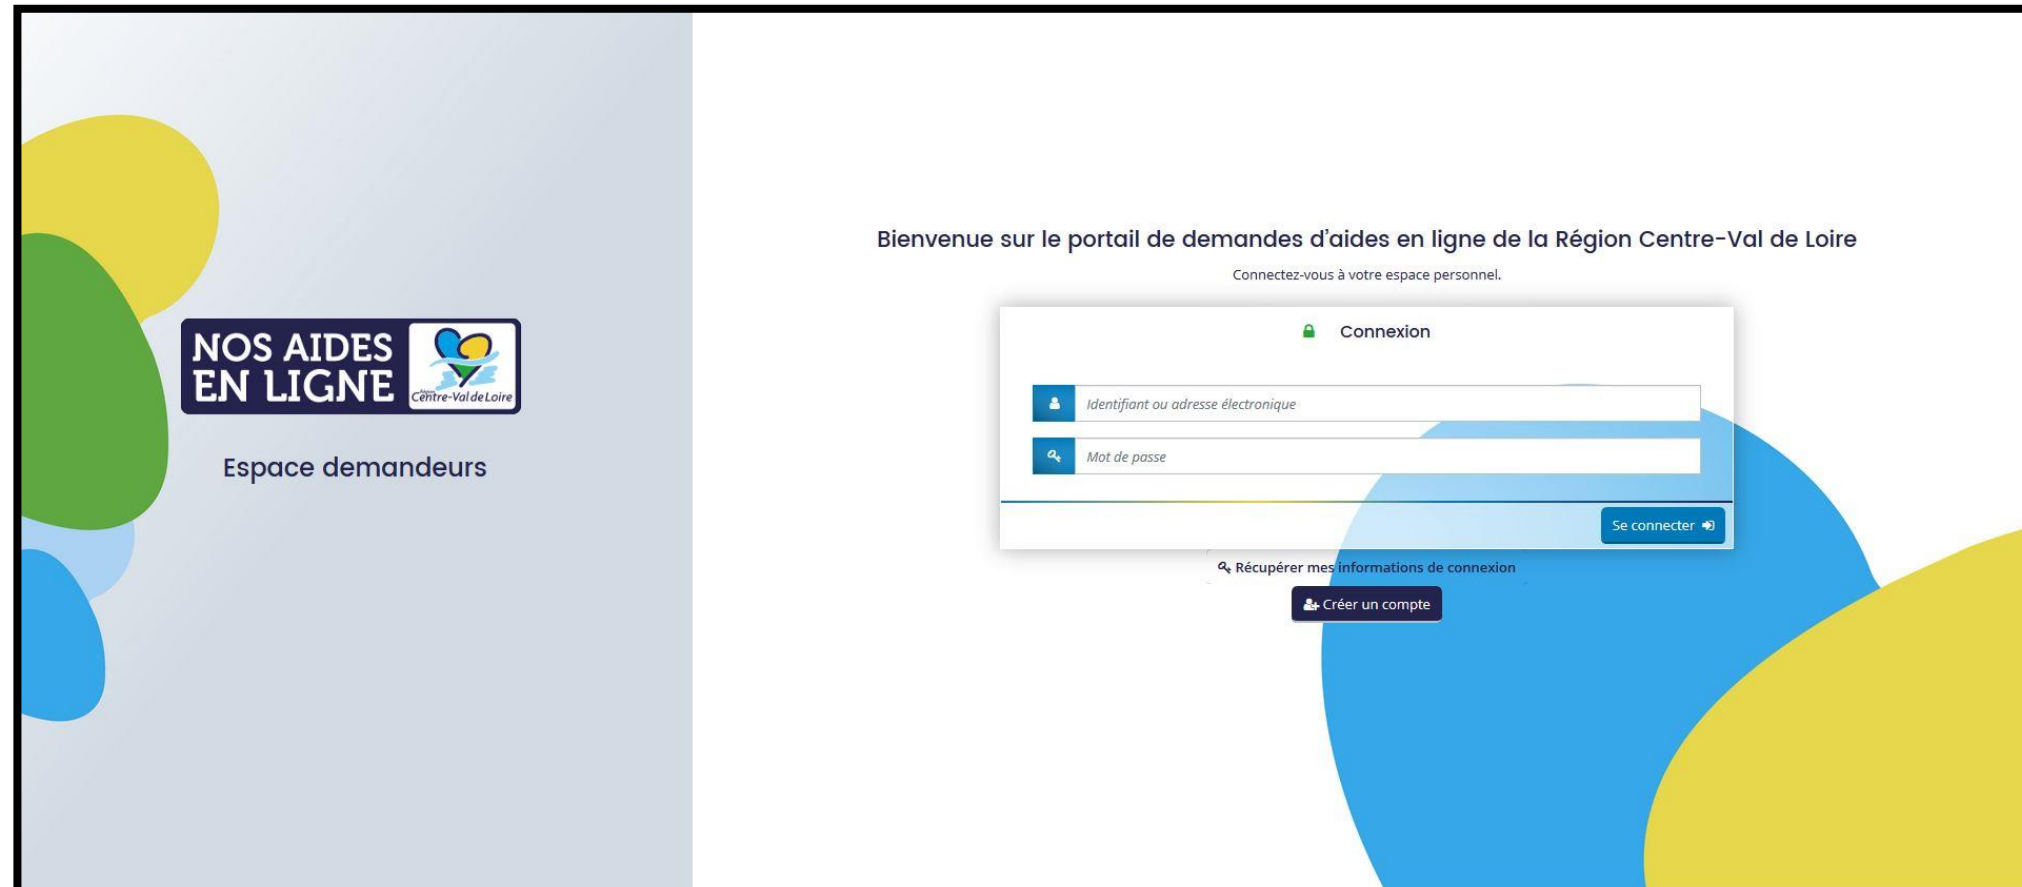 NOS AIDES
EN LIGNE
Région
Centre-Val de Loire
Espace demandeurs
Bienvenue sur le portail de demandes d'aides en ligne de la Région Centre-Val de Loire
Connectez-vous à votre espace personnel.
Connexion
Identifiant ou adresse électronique
Mot de passe
Se connecter
Récupérer mes informations de connexion
Créer un compte